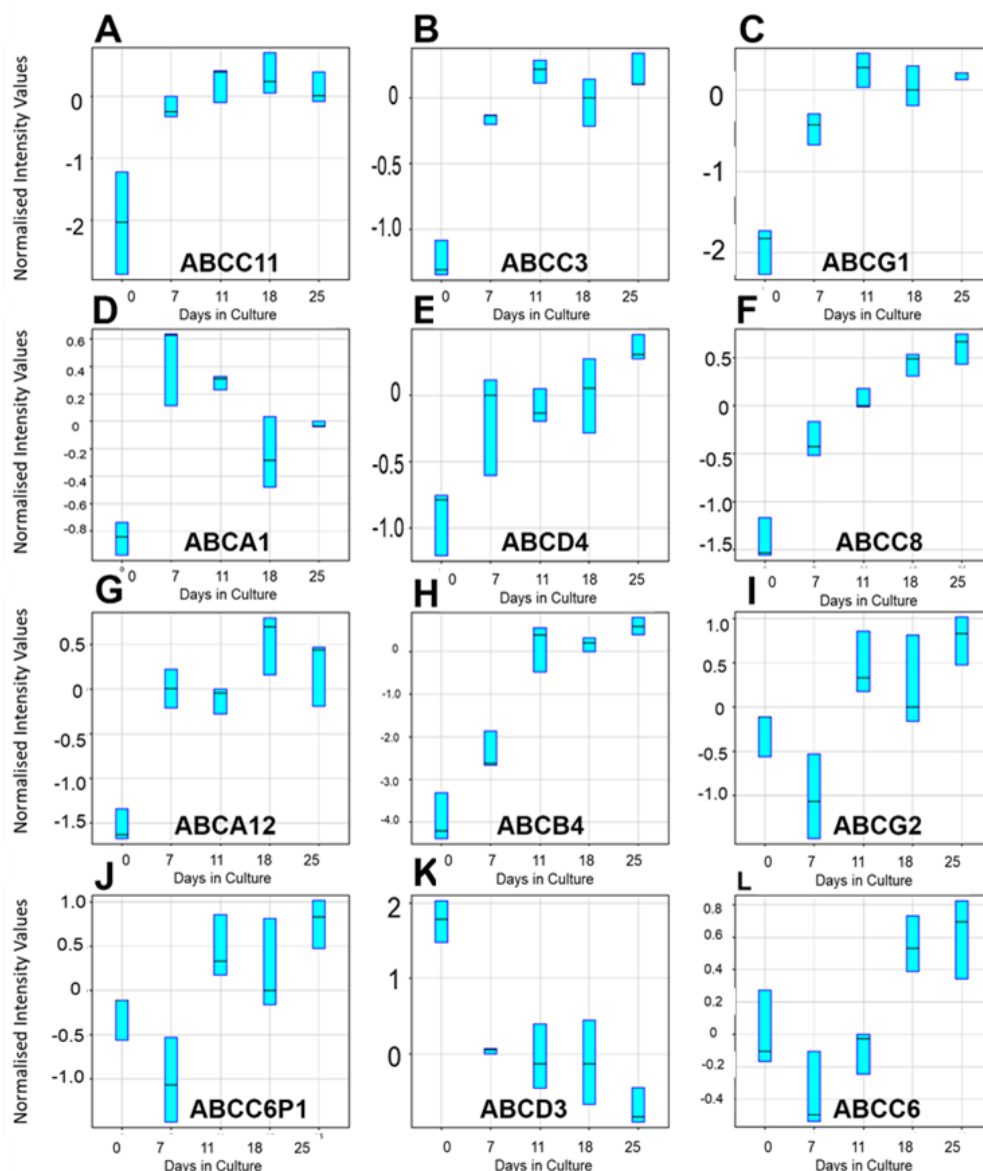 A
B
C
Normalised Intensity Values
0
-1
-2
ABCC11
0 7 11 18 25
Days in Culture
0
-0.5
-1.0
ABCC3
0 7 11 18 25
Days in Culture
0
-1
-2
ABCG1
0 7 11 18 25
Days in Culture
D
E
F
Normalised Intensity Values
0.6
0.4
0.2
0
-0.2
-0.4
-0.6
-0.8
ABCA1
0 7 11 18 25
Days in Culture
0
-0.5
-1.0
ABCD4
0 7 11 18 25
Days in Culture
0.5
0
-0.5
-1.0
-1.5
ABCC8
0 7 11 18 25
Days in Culture
G
H
I
Normalised Intensity Values
0.5
0
-0.5
-1.0
-1.5
ABCA12
0 7 11 18 25
Days in Culture
0
-1.0
-2.0
-3.0
-4.0
ABCB4
0 7 11 18 25
Days in Culture
1.0
0.5
0
-0.5
-1.0
ABCG2
0 7 11 18 25
Days in Culture
J
K
L
Normalised Intensity Values
1.0
0.5
0
-0.5
-1.0
ABCC6P1
0 7 11 18 25
Days in Culture
2
1
0
ABCD3
0 7 11 18 25
Days in Culture
0.8
0.6
0.4
0.2
0
-0.2
-0.4
ABCC6
0 7 11 18 25
Days in Culture